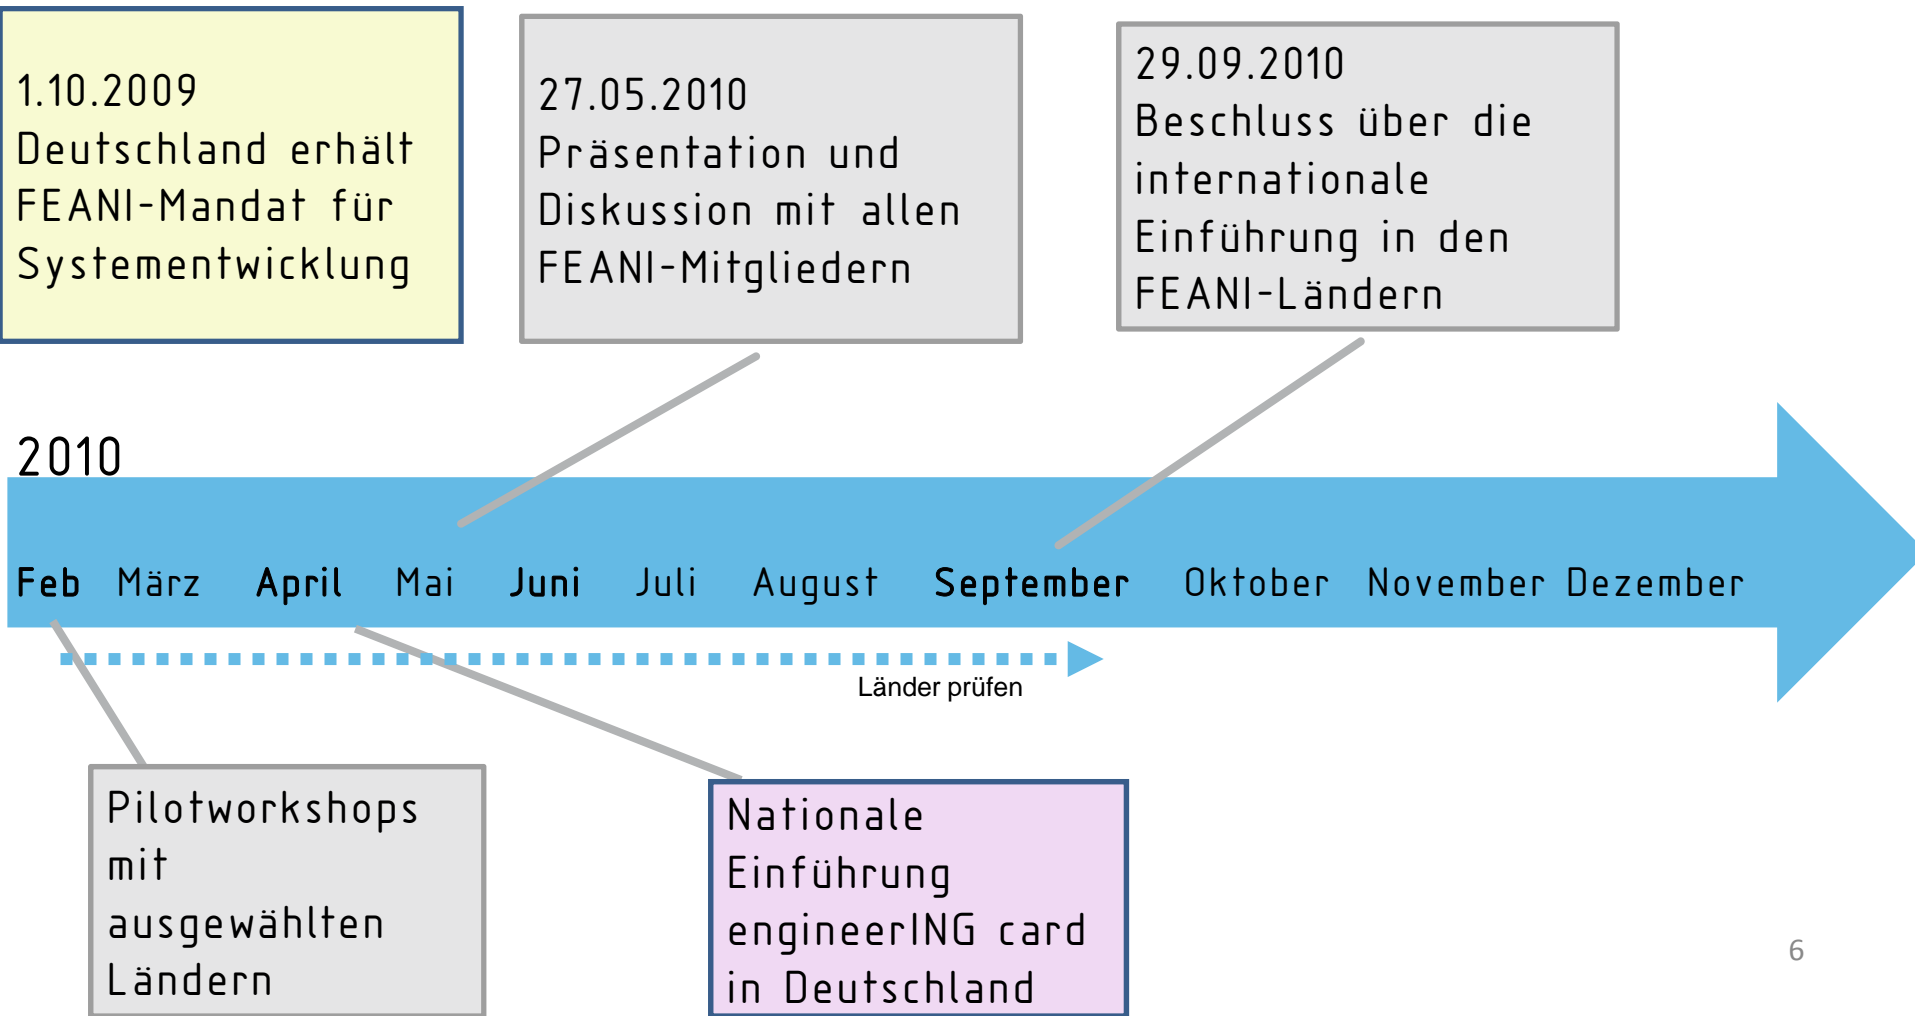 1.10.2009
Deutschland erhält
FEANI-Mandat für
Systementwicklung
27.05.2010
Präsentation und
Diskussion mit allen
FEANI-Mitgliedern
29.09.2010
Beschluss über die
internationale
Einführung in den
FEANI-Ländern
2010
Feb März April Mai Juni Juli August September Oktober November Dezember
Länder prüfen
Pilotworkshops
mit
ausgewählten
Ländern
Nationale
Einführung
engineerING card
in Deutschland
6